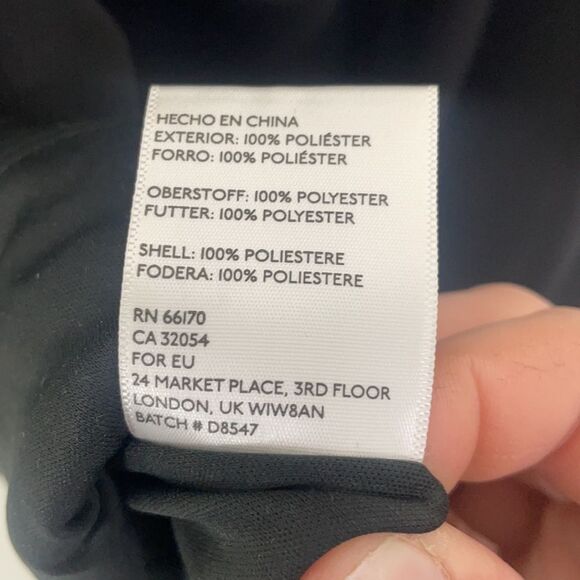 HECHO EN CHINA
EXTERIOR: 100% POLIÉSTER
FORRO: 100% POLIÉSTER
OBERSTOFF: 100% POLYESTER
FUTTER: 100% POLYESTER
SHELL: 100% POLIESTERE
FODERA: 100% POLIESTERE
RN 66170
CA 32054
FOR EU
24 MARKET PLACE, 3RD FLOOR
LONDON, UK W1W8AN
BATCH # D8547